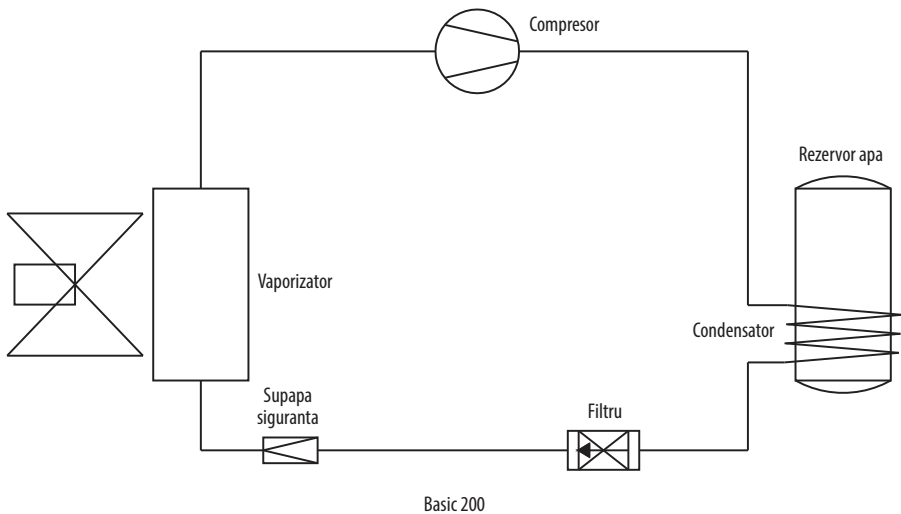 Compresor
Rezervor apa
Vaporizator
Condensator
Supapa
siguranta
Filtru
Basic 200